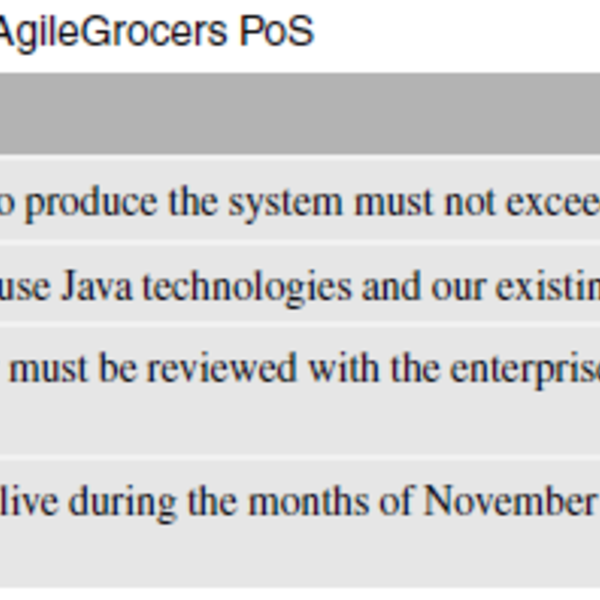 AgileGrocers PoS
o produce the system must not excee
use Java technologies and our existin
must be reviewed with the enterprise
live during the months of November